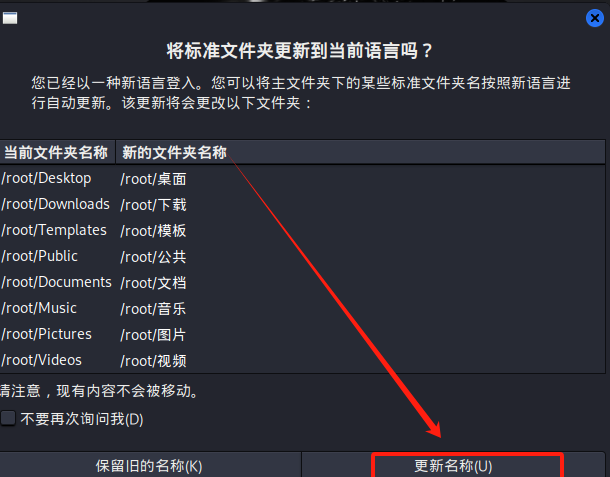 将标准文件夹更新到当前语言吗？
您已经以一种新语言登入。您可以将主文件夹下的某些标准文件夹名按照新语言进
行自动更新。该更新将会更改以下文件夹：
当前文件夹名称 新的文件夹名称
/root/Desktop /root/桌面
/root/Downloads /root/下载
/root/Templates /root/模板
/root/Public /root/公共
/root/Documents /root/文档
/root/Music /root/音乐
/root/Pictures /root/图片
/root/Videos /root/视频
请注意，现有内容不会被移动。
不要再次询问我(D)
保留旧的名称(K) 更新名称(U)